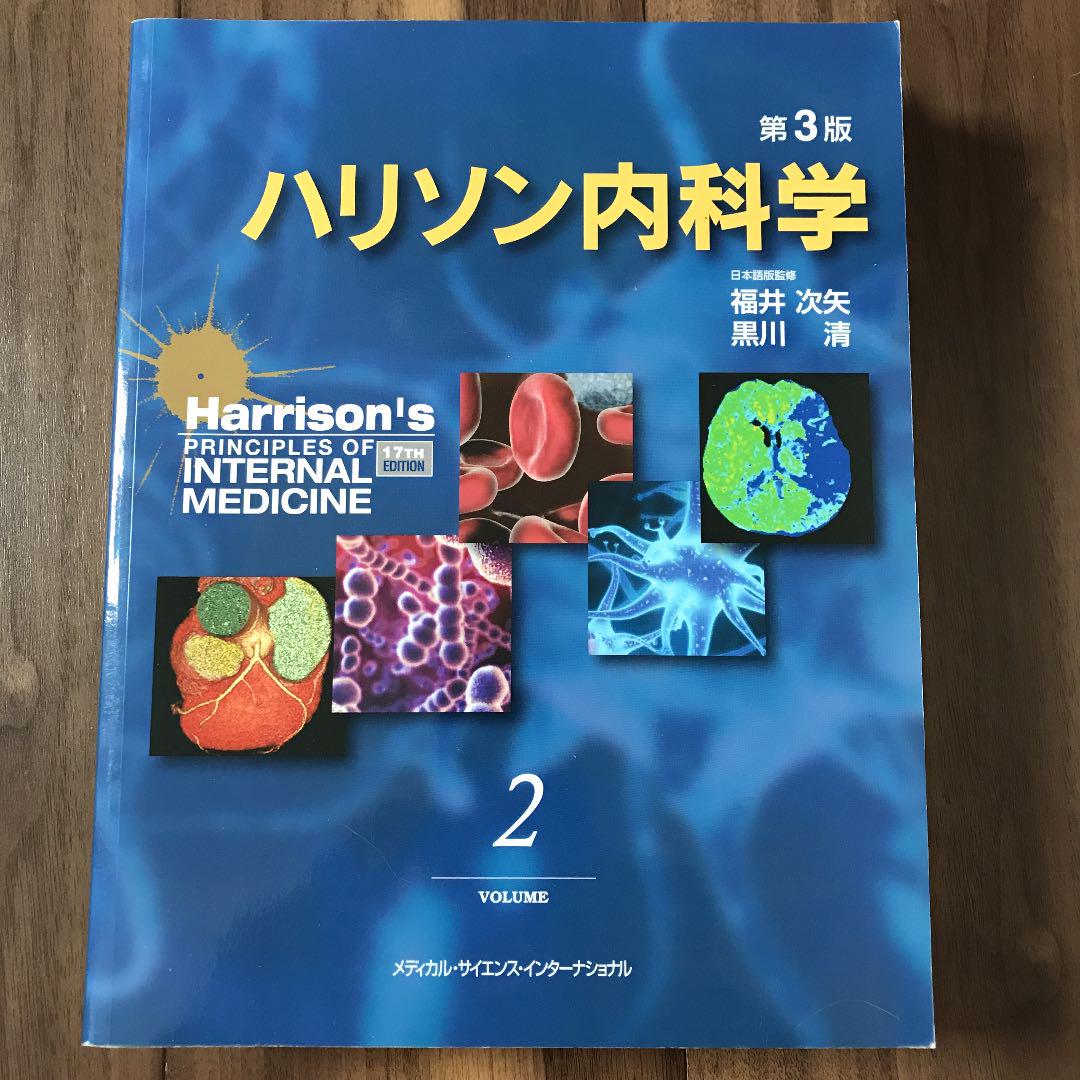 第3版
ハリソン内科学
日本語版監修
福井 次矢
黒川 清
Harrison's
PRINCIPLES OF
INTERNAL
MEDICINE
17TH
EDITION
2
VOLUME
メディカル・サイエンス・インターナショナル